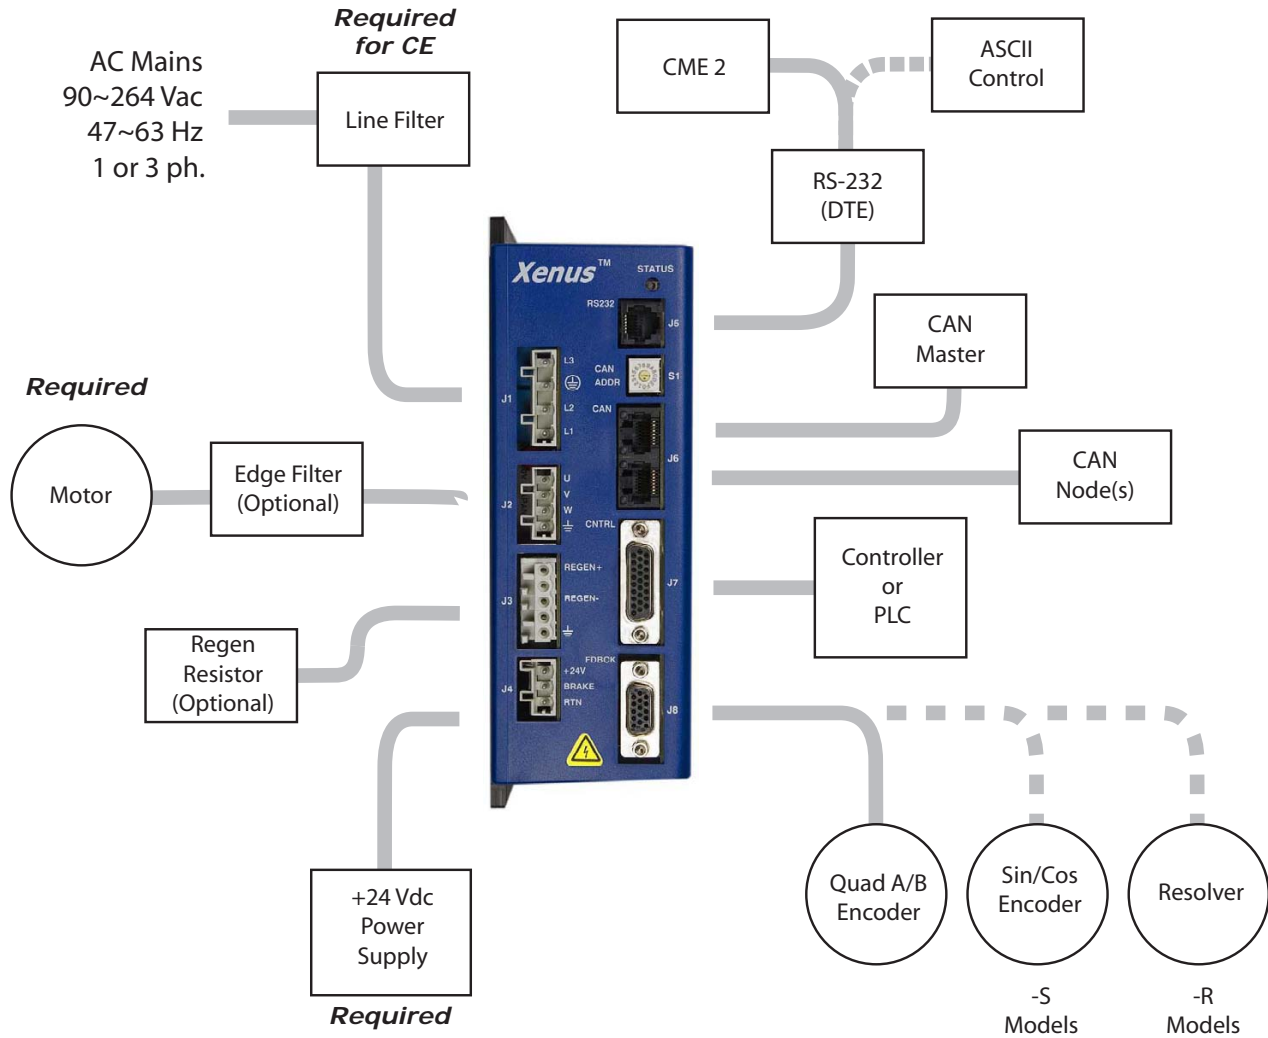 Required
for CE
AC Mains
90~264 Vac
47~63 Hz
1 or 3 ph.
Line Filter
CME 2
ASCII
Control
RS-232
(DTE)
CAN
Master
CAN
Node(s)
Controller
or
PLC
Required
Motor
Edge Filter
(Optional)
Regen
Resistor
(Optional)
+24 Vdc
Power
Supply
Required
Xenus™
STATUS
RS232
J5
L3
L2
L1
J1
CAN
ADDR
S1
CAN
J6
U
V
W
J2
CNTRL
J7
REGEN+
REGEN-
J3
FDBCK
+24V
BRAKE
RTN
J4
J8
Quad A/B
Encoder
Sin/Cos
Encoder
Resolver
-S
Models
-R
Models